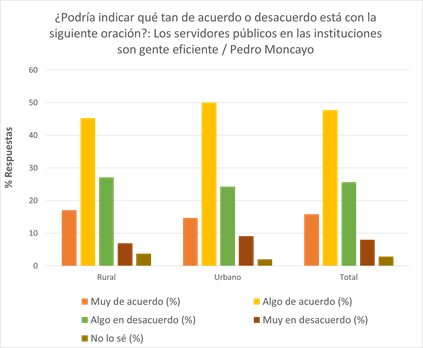 ¿Podría indicar qué tan de acuerdo o desacuerdo está con la
siguiente oración?: Los servidores públicos en las instituciones
son gente eficiente / Pedro Moncayo
% Respuestas
60
50
40
30
20
10
0
Rural
Urbano
Total
Muy de acuerdo (%)
Algo de acuerdo (%)
Algo en desacuerdo (%)
Muy en desacuerdo (%)
No lo sé (%)